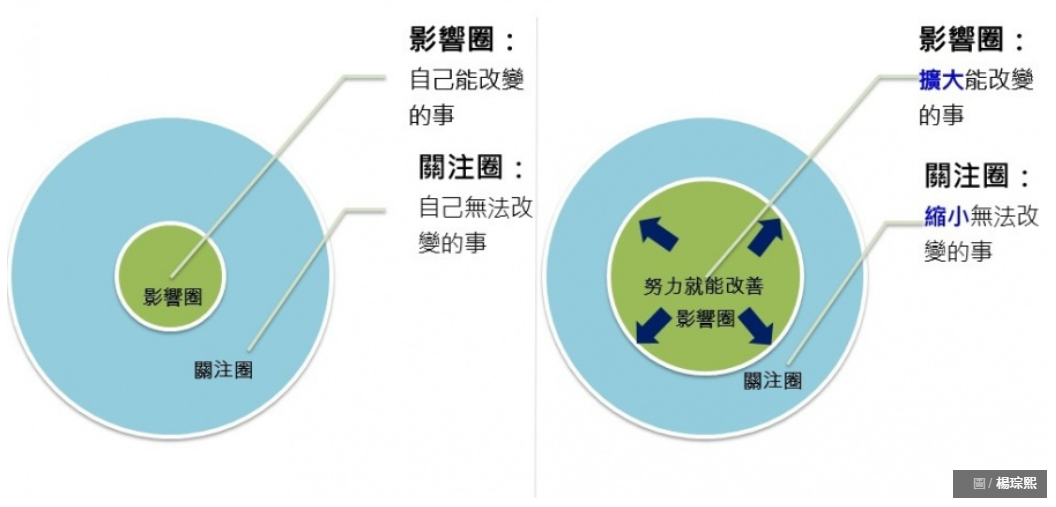 影響圈：
自己能改變
的事
關注圈：
自己無法改
變的事
影響圈
關注圈
影響圈：
擴大能改變
的事
關注圈：
縮小無法改
變的事
努力就能改善
影響圈
關注圈
圖 / 楊琮熙